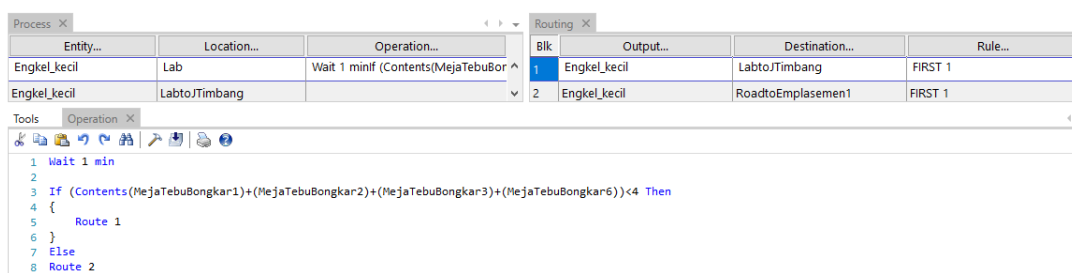 Process
Routing
Entity... Location... Operation...
Blk Output... Destination... Rule...
Engkel_kecil Lab Wait 1 minIf (Contents(MejaTebuBor
1 Engkel_kecil LabtoJTimbang FIRST 1
Engkel_kecil LabtoJTimbang
2 Engkel_kecil RoadtoEmplasemen1 FIRST 1
Tools Operation
1 Wait 1 min
2
3 If (Contents(MejaTebuBongkar1)+(MejaTebuBongkar2)+(MejaTebuBongkar3)+(MejaTebuBongkar6))<4 Then
4 {
5 Route 1
6 }
7 Else
8 Route 2